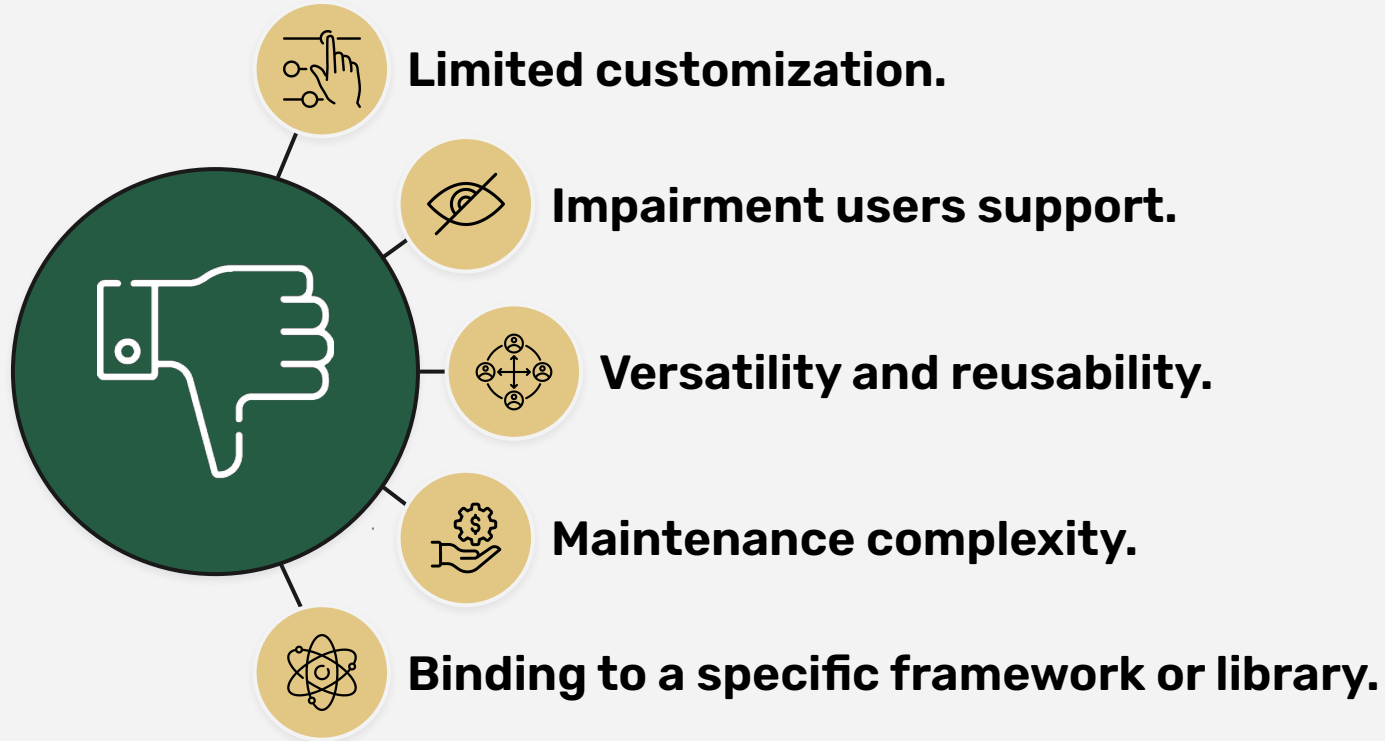 Limited customization.
Impairment users support.
Versatility and reusability.
Maintenance complexity.
Binding to a specific framework or library.